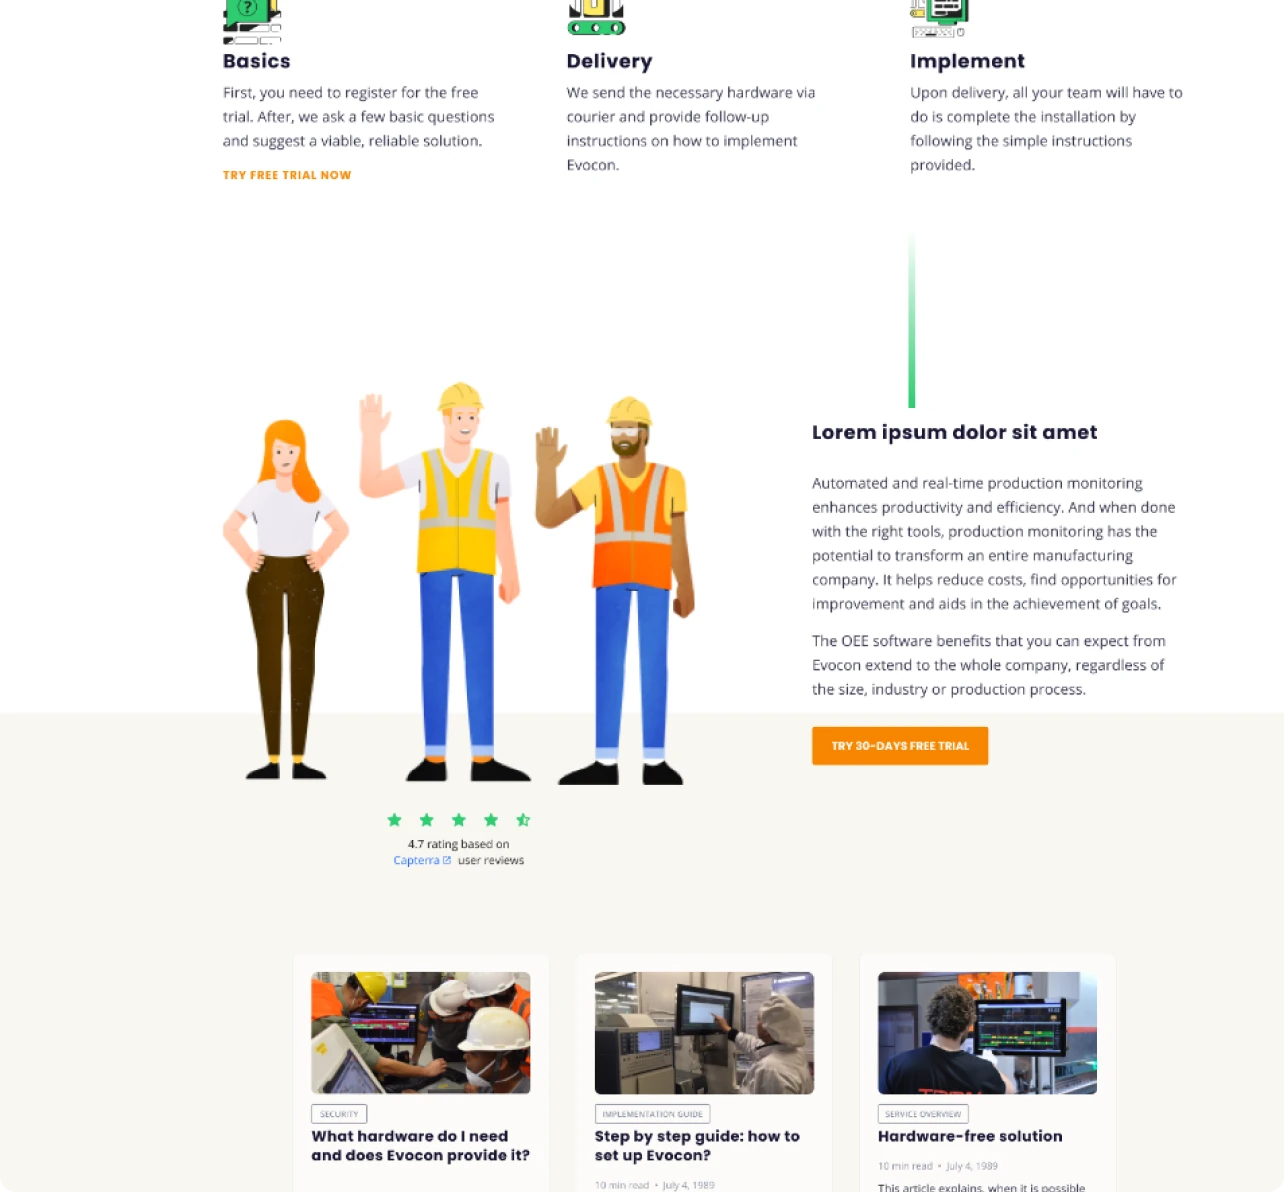 ?
Basics
First, you need to register for the free
trial. After, we ask a few basic questions
and suggest a viable, reliable solution.
TRY FREE TRIAL NOW
Delivery
We send the necessary hardware via
courier and provide follow-up
instructions on how to implement
Evocon.
Implement
Upon delivery, all your team will have to
do is complete the installation by
following the simple instructions
provided.
Lorem ipsum dolor sit amet
Automated and real-time production monitoring
enhances productivity and efficiency. And when done
with the right tools, production monitoring has the
potential to transform an entire manufacturing
company. It helps reduce costs, find opportunities for
improvement and aids in the achievement of goals.
The OEE software benefits that you can expect from
Evocon extend to the whole company, regardless of
the size, industry or production process.
TRY 30-DAYS FREE TRIAL
4.7 rating based on
Capterra user reviews
SECURITY
What hardware do I need
and does Evocon provide it?
IMPLEMENTATION GUIDE
Step by step guide: how to
set up Evocon?
10 min read • July 4, 1989
SERVICE OVERVIEW
Hardware-free solution
10 min read • July 4, 1989
This article explains, when it is possible